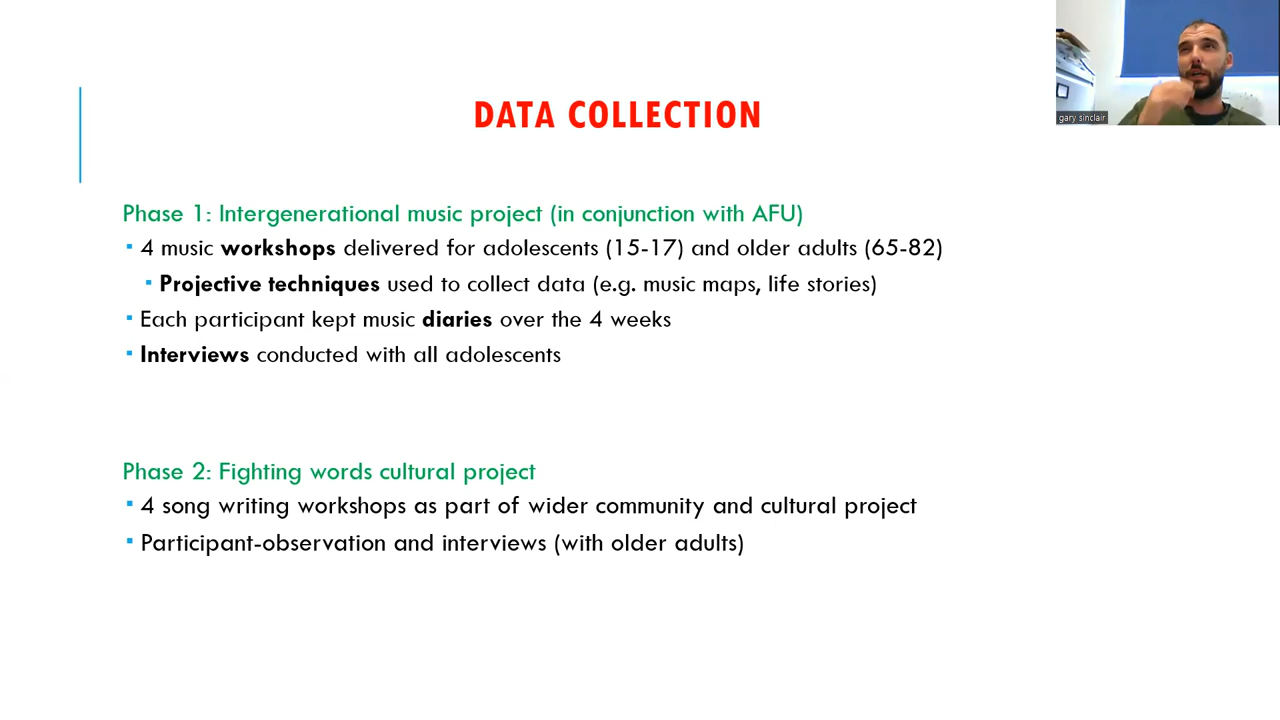 gary sinclair
DATA COLLECTION
Phase 1: Intergenerational music project (in conjunction with AFU)
▪ 4 music workshops delivered for adolescents (15-17) and older adults (65-82)
▪ Projective techniques used to collect data (e.g. music maps, life stories)
▪ Each participant kept music diaries over the 4 weeks
▪ Interviews conducted with all adolescents
Phase 2: Fighting words cultural project
▪ 4 song writing workshops as part of wider community and cultural project
▪ Participant-observation and interviews (with older adults)